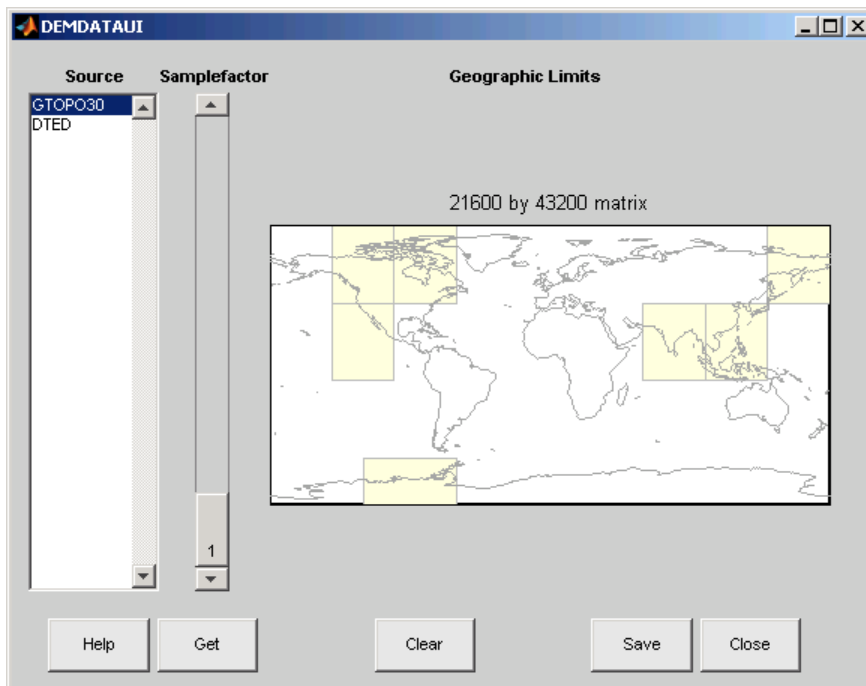 DEMDATAUI
Source Samplefactor Geographic Limits
GTOPO30
DTED
21600 by 43200 matrix
1
Help Get Clear Save Close